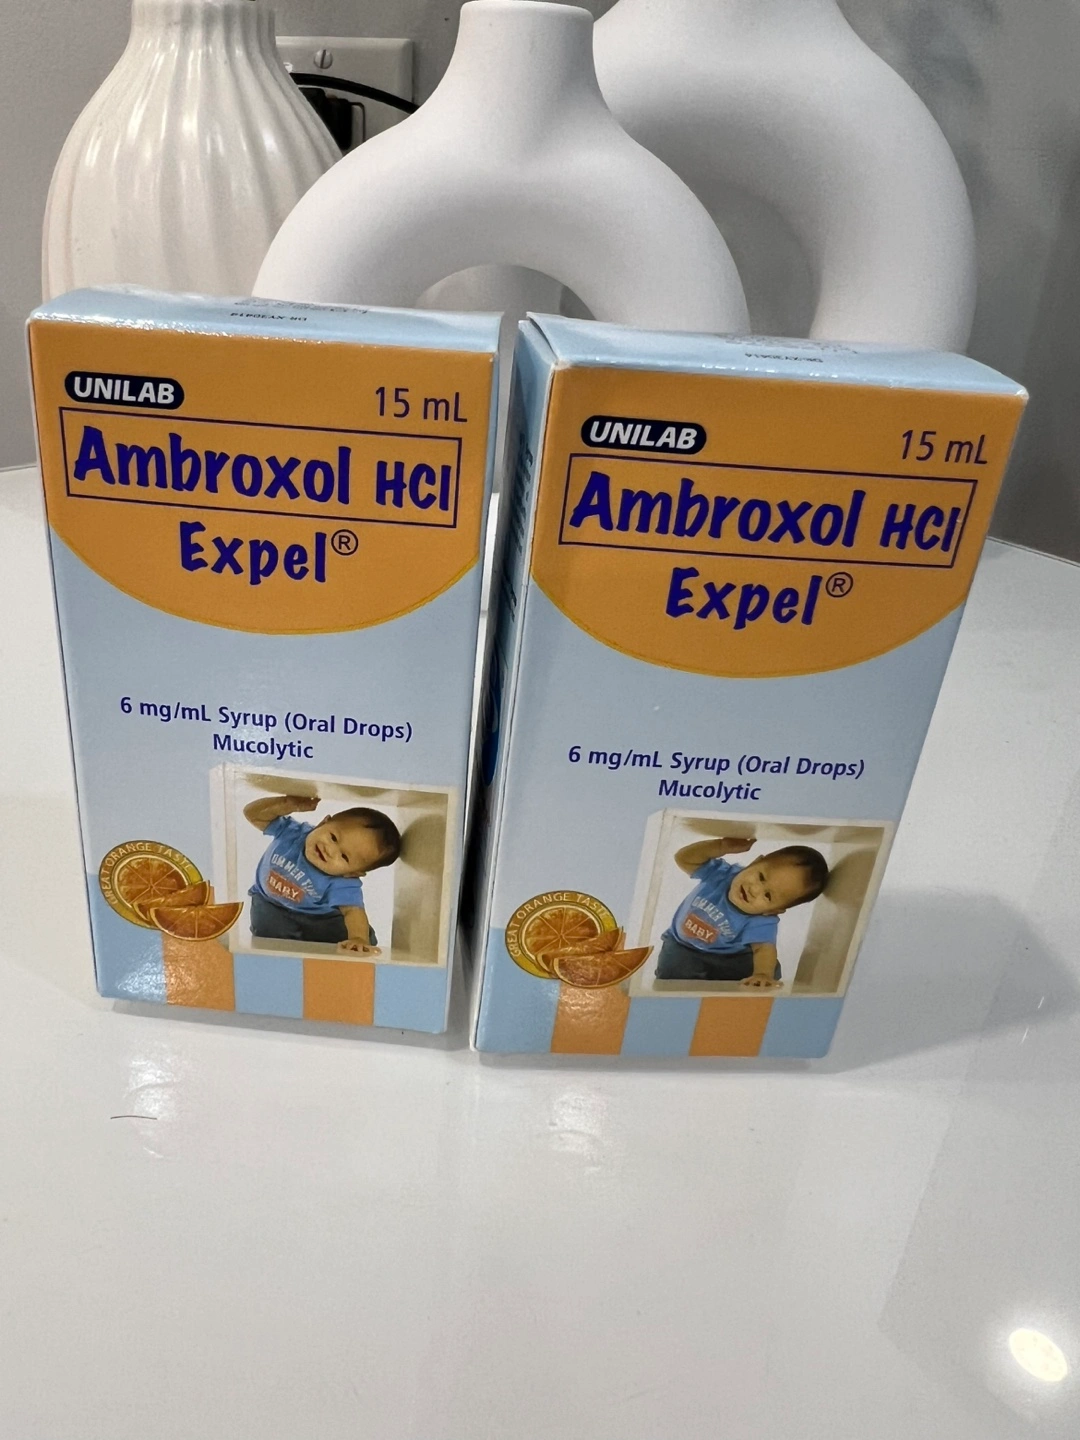 UNILAB
15 mL
Ambroxol HCl
Expel®
6 mg/mL Syrup (Oral Drops)
Mucolytic
GREAT ORANGE TASTE
BABY
UNILAB
15 mL
Ambroxol HCl
Expel®
6 mg/mL Syrup (Oral Drops)
Mucolytic
GREAT ORANGE TASTE
BABY